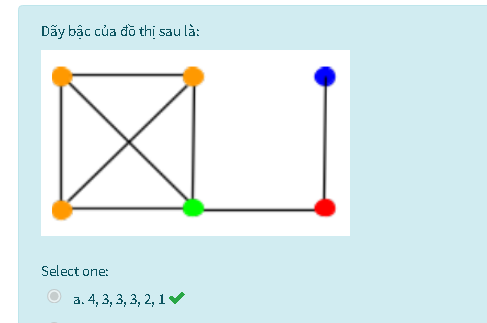 Dãy bậc của đồ thị sau là:
Select one:
a. 4, 3, 3, 3, 2, 1